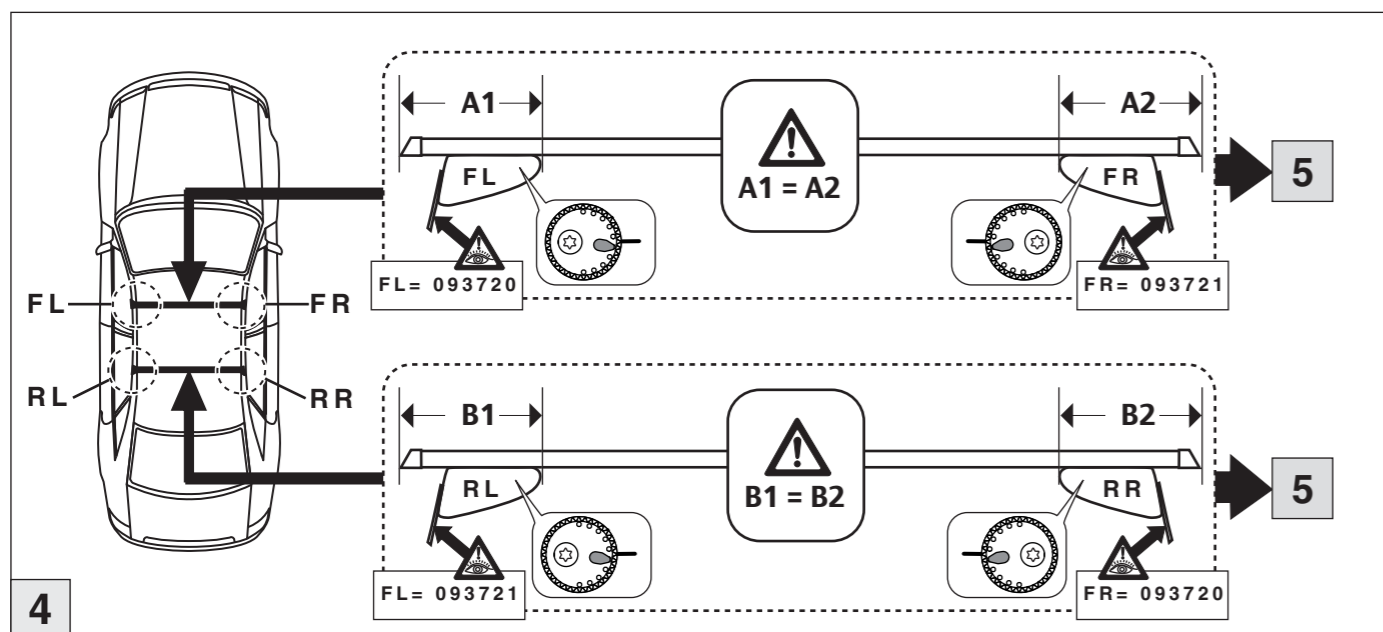 A1
A2
A1 = A2
FL
FR
5
FL= 093720
FR= 093721
FL
FR
RL
RR
B1
B2
B1 = B2
RL
RR
5
FL= 093721
FR= 093720
4